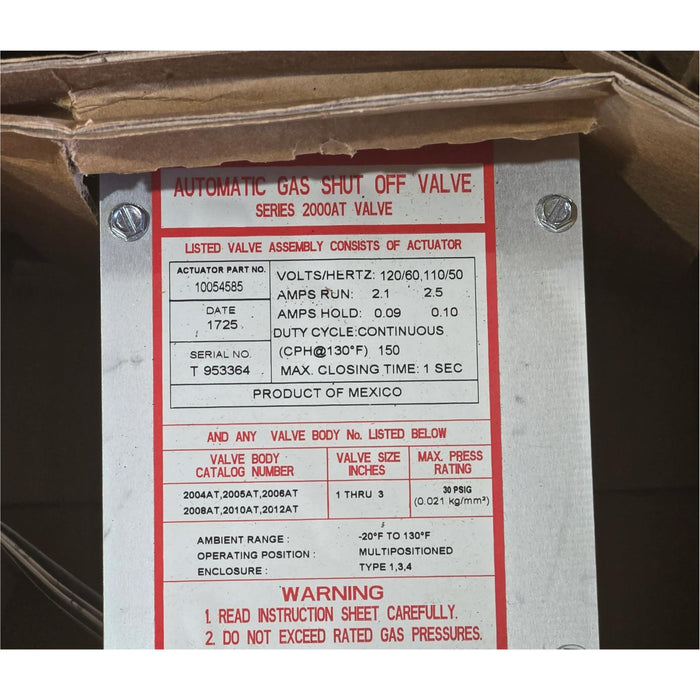 AUTOMATIC GAS SHUT OFF VALVE
SERIES 2000AT VALVE
LISTED VALVE ASSEMBLY CONSISTS OF ACTUATOR
ACTUATOR PART NO.
10054585
DATE
1725
SERIAL NO.
T 953364
VOLTS/HERTZ: 120/60,110/50
AMPS RUN: 2.1 2.5
AMPS HOLD: 0.09 0.10
DUTY CYCLE:CONTINUOUS
(CPH@130°F) 150
MAX. CLOSING TIME: 1 SEC
PRODUCT OF MEXICO
AND ANY VALVE BODY No. LISTED BELOW
VALVE BODY
CATALOG NUMBER
VALVE SIZE
INCHES
MAX. PRESS
RATING
2004AT,2005AT,2006AT
2008AT,2010AT,2012AT
1 THRU 3
30 PSIG
(0.021 kg/mm²)
AMBIENT RANGE : -20°F TO 130°F
OPERATING POSITION : MULTIPOSITIONED
ENCLOSURE : TYPE 1,3,4
WARNING
1. READ INSTRUCTION SHEET CAREFULLY.
2. DO NOT EXCEED RATED GAS PRESSURES.